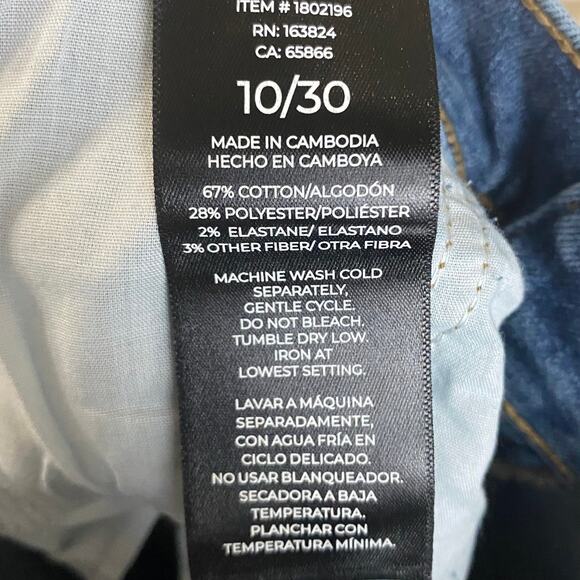 ITEM # 1802196
RN: 163824
CA: 65866
10/30
MADE IN CAMBODIA
HECHO EN CAMBOYA
67% COTTON/ALGODÓN
28% POLYESTER/POLIÉSTER
2% ELASTANE/ ELASTANO
3% OTHER FIBER/ OTRA FIBRA
MACHINE WASH COLD
SEPARATELY,
GENTLE CYCLE.
DO NOT BLEACH,
TUMBLE DRY LOW.
IRON AT
LOWEST SETTING.
LAVAR A MÁQUINA
SEPARADAMENTE,
CON AGUA FRÍA EN
CICLO DELICADO.
NO USAR BLANQUEADOR.
SECADORA A BAJA
TEMPERATURA.
PLANCHAR CON
TEMPERATURA MÍNIMA.